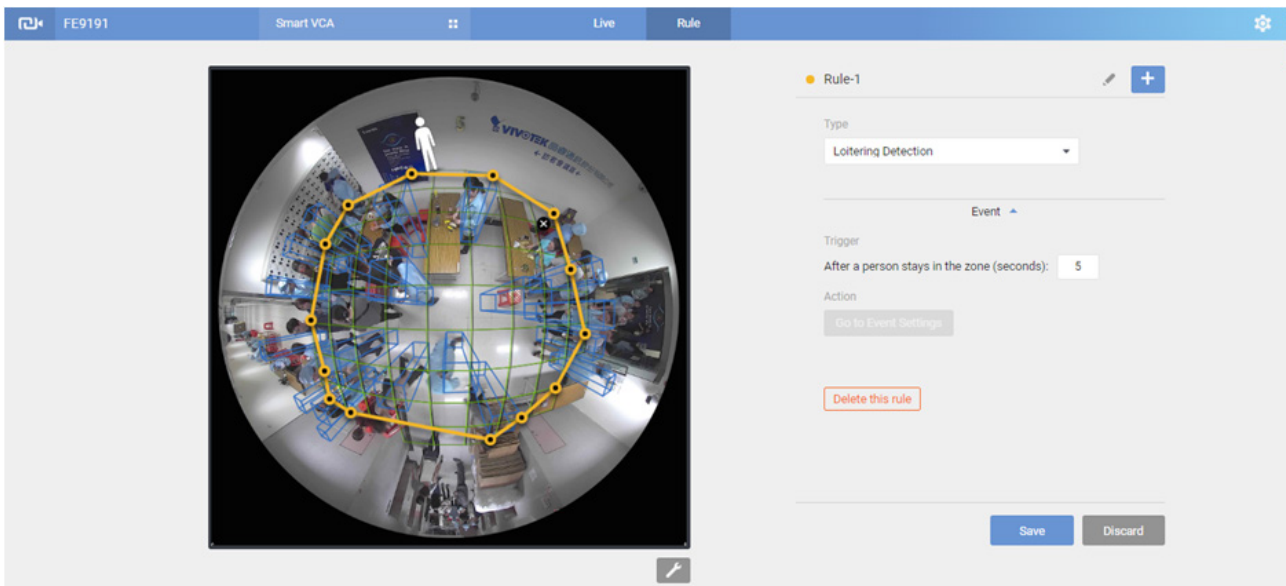 FE9191
Smart VCA
Live
Rule
VIVOTEK
Rule-1
Type
Loitering Detection
Event
Trigger
After a person stays in the zone (seconds): 5
Action
Go to Event Settings
Delete this rule
Save
Discard